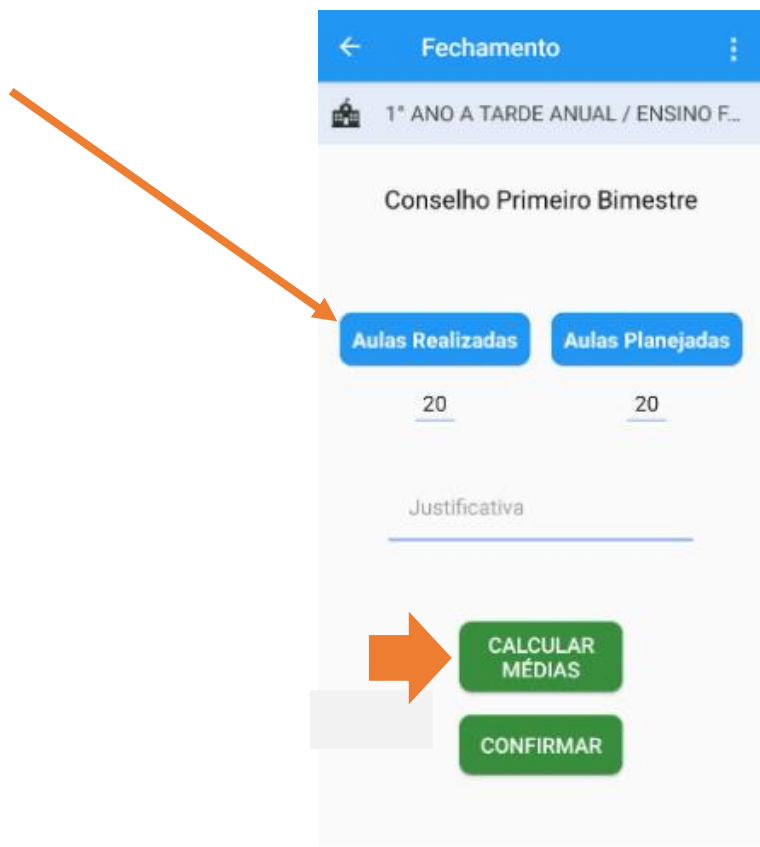 Fechamento
1° ANO A TARDE ANUAL / ENSINO F...
Conselho Primeiro Bimestre
Aulas Realizadas
Aulas Planejadas
20
20
Justificativa
CALCULAR
MÉDIAS
CONFIRMAR